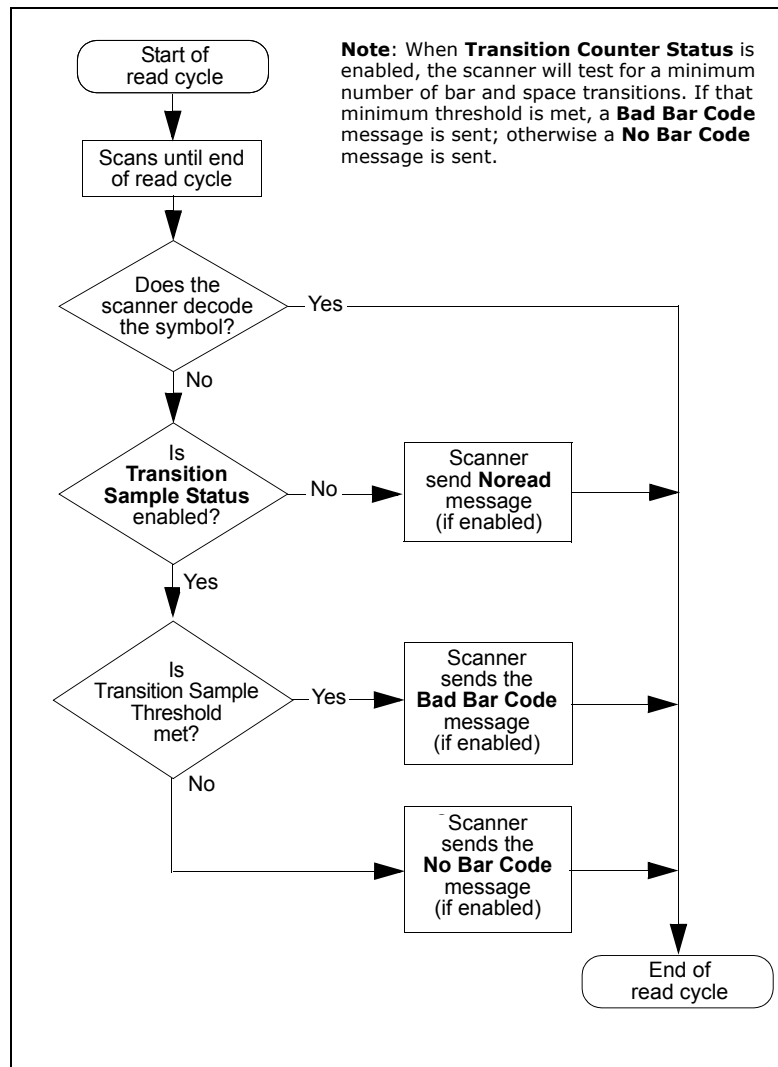 Start of
read cycle
Note: When Transition Counter Status is
enabled, the scanner will test for a minimum
number of bar and space transitions. If that
minimum threshold is met, a Bad Bar Code
message is sent; otherwise a No Bar Code
message is sent.
Scans until end
of read cycle
Does the
scanner decode
the symbol?
Yes
No
Is
Transition
Sample Status
enabled?
No
Scanner
send Noread
message
(if enabled)
Yes
Is
Transition Sample
Threshold
met?
Yes
Scanner
sends the
Bad Bar Code
message
(if enabled)
No
Scanner
sends the
No Bar Code
message
(if enabled)
End of
read cycle